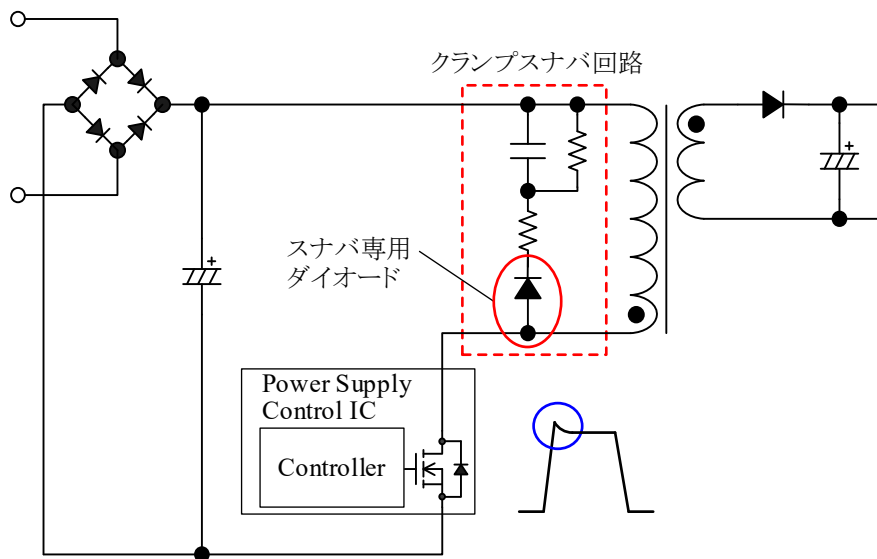 クランプスナバ回路
スナバ専用
ダイオード
Power Supply
Control IC
Controller